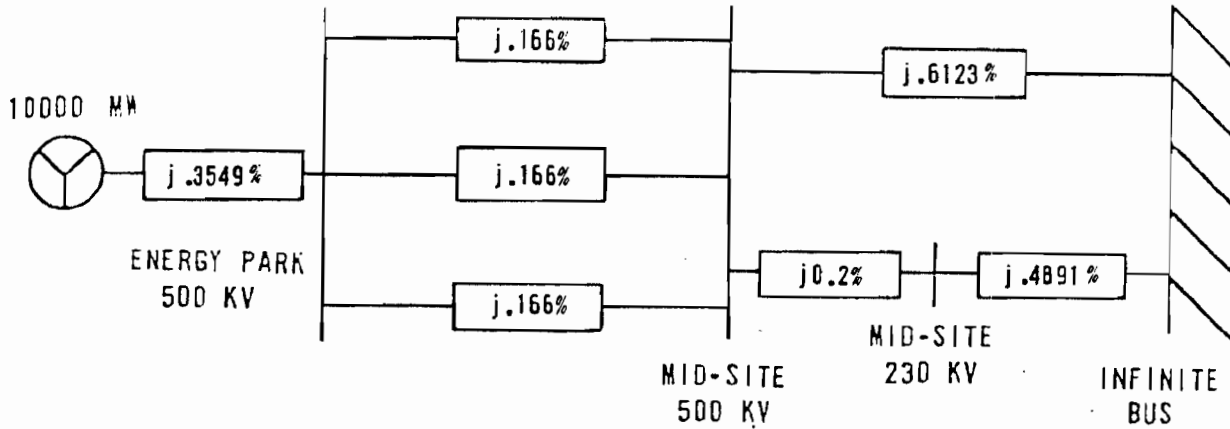 j.166%
j.6123%
10000 MW
j.3549%
j.166%
ENERGY PARK
500 KV
j.166%
j0.2%
j.4891%
MID-SITE
500 KV
MID-SITE
230 KV
INFINITE
BUS